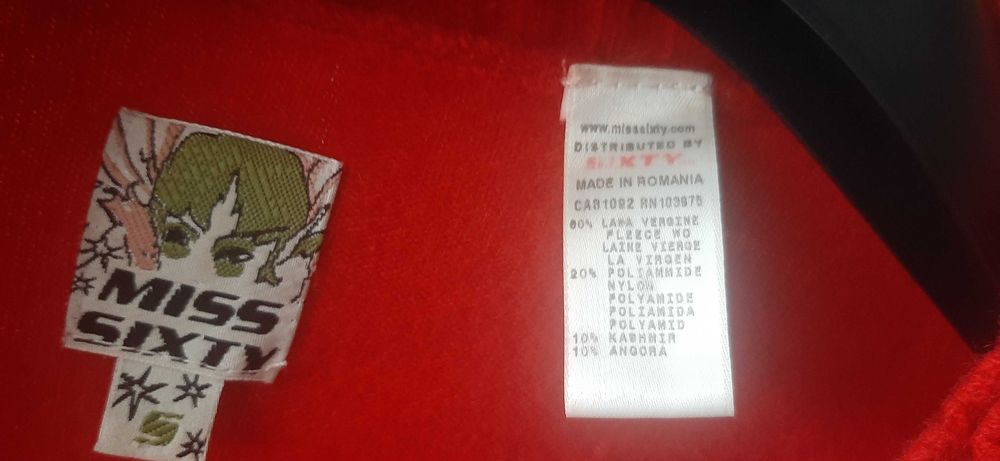 MISS
SIXTY
S
www.misssixty.com
DISTRIBUTED BY
SIXTY
MADE IN ROMANIA
CA31092 RN103975
60% LANA VERGINE
FLEECE WO
LAINE VIERGE
LA VIRGEN
20% POLIAMMIDE
NYLON
POLYAMIDE
POLIAMIDA
POLYAMID
10% KASHMIR
10% ANGORA